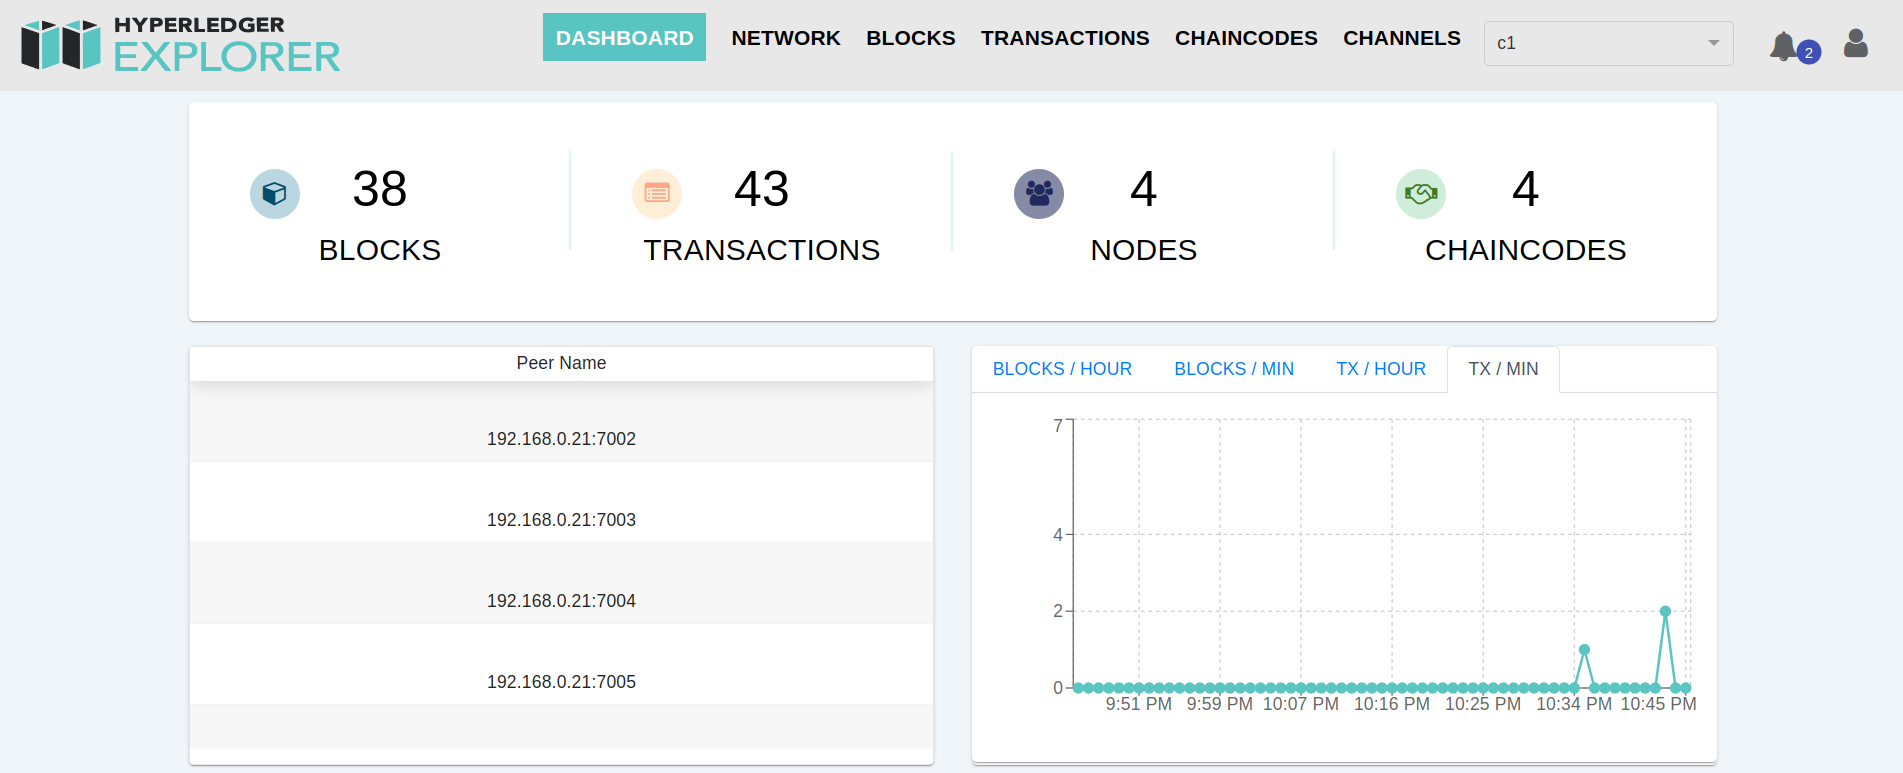 HYPERLEDGER
EXPLORER
DASHBOARD NETWORK BLOCKS TRANSACTIONS CHAINCODES CHANNELS c1 2
38 43 4 4
BLOCKS TRANSACTIONS NODES CHAINCODES
Peer Name
192.168.0.21:7002
192.168.0.21:7003
192.168.0.21:7004
192.168.0.21:7005
BLOCKS / HOUR BLOCKS / MIN TX / HOUR TX / MIN
7
4
2
0
9:51 PM 9:59 PM 10:07 PM 10:16 PM 10:25 PM 10:34 PM 10:45 PM